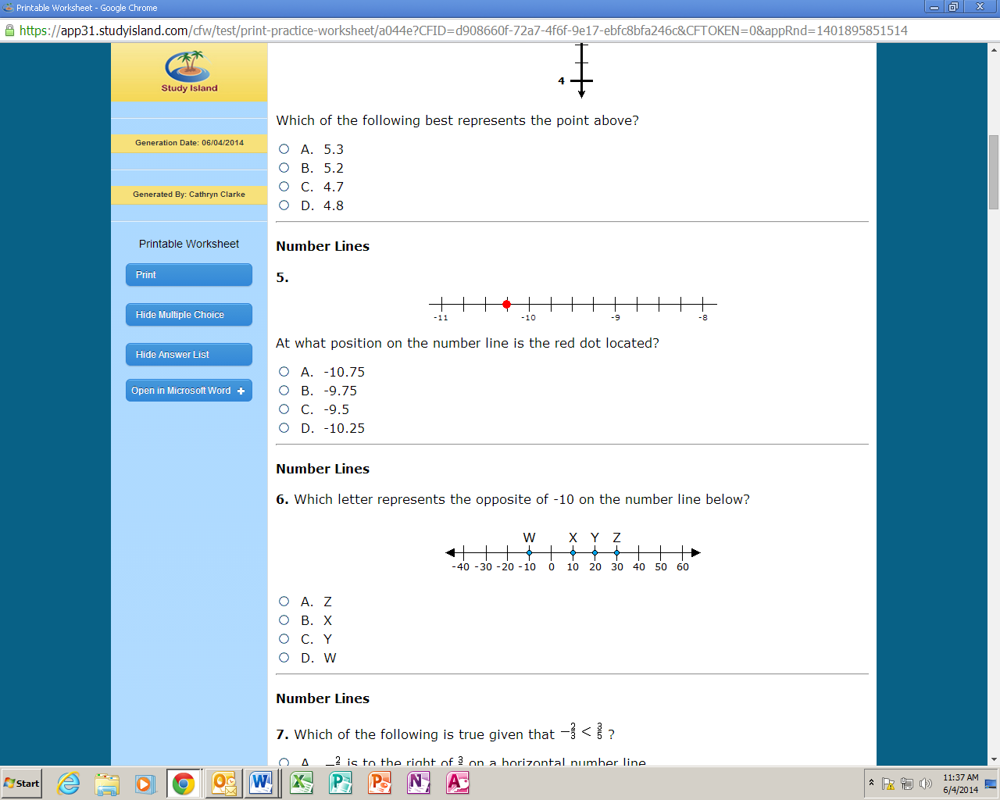 Printable Worksheet - Google Chrome
https://app31.studyisland.com/cfw/test/print-practice-worksheet/a044e?CFID=d908660f-72a7-4f6f-9e17-ebfc8bfa246c&CFTOKEN=0&appRnd=1401895851514
Study Island
Generation Date: 06/04/2014
Generated By: Cathryn Clarke
Printable Worksheet
Print
Hide Multiple Choice
Hide Answer List
Open in Microsoft Word +
4
Which of the following best represents the point above?
A. 5.3
B. 5.2
C. 4.7
D. 4.8
Number Lines
5.
-11 -10 -9 -8
At what position on the number line is the red dot located?
A. -10.75
B. -9.75
C. -9.5
D. -10.25
Number Lines
6. Which letter represents the opposite of -10 on the number line below?
W X Y Z
-40 -30 -20 -10 0 10 20 30 40 50 60
A. Z
B. X
C. Y
D. W
Number Lines
7. Which of the following is true given that -2/3 < 3/5 ?
A. -2 is to the right of 3 on a horizontal number line
Start
11:37 AM
6/4/2014